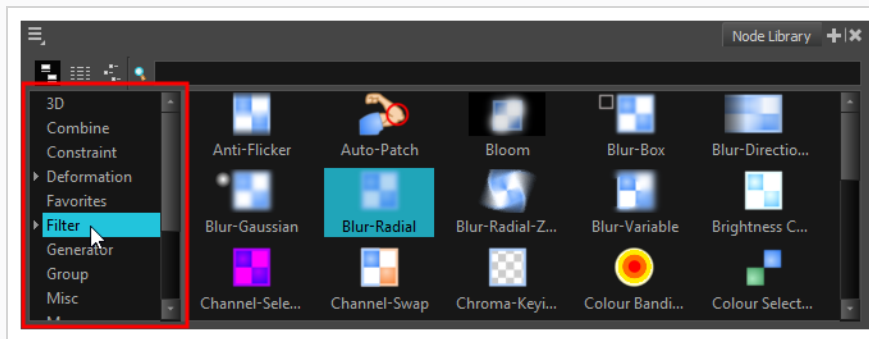 Node Library
3D
Combine
Constraint
Deformation
Favorites
Filter
Generator
Group
Misc
Anti-Flicker
Auto-Patch
Bloom
Blur-Box
Blur-Directio...
Blur-Gaussian
Blur-Radial
Blur-Radial-Z...
Blur-Variable
Brightness C...
Channel-Sele...
Channel-Swap
Chroma-Keyi...
Colour Bandi...
Colour Select...